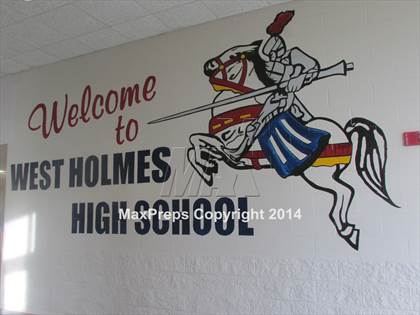 Welcome
to
WEST HOLMES
HIGH SCHOOL
MaxPreps Copyright 2014